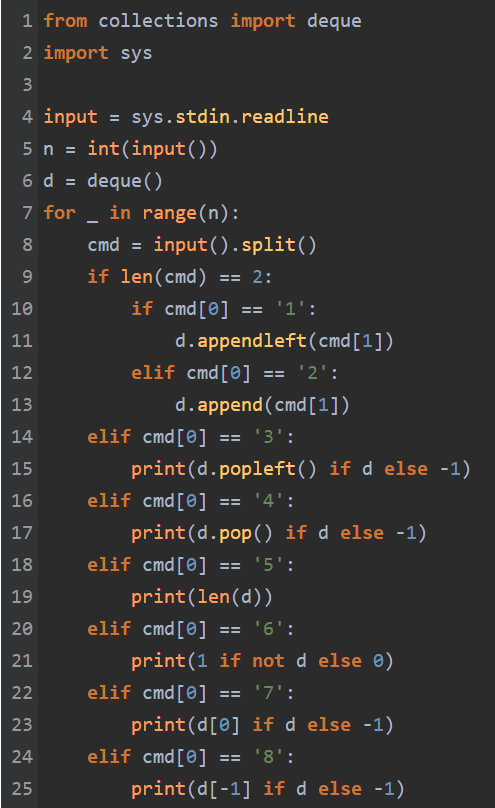 1 from collections import deque
2 import sys
3
4 input = sys.stdin.readline
5 n = int(input())
6 d = deque()
7 for _ in range(n):
8     cmd = input().split()
9     if len(cmd) == 2:
10         if cmd[0] == '1':
11             d.appendleft(cmd[1])
12         elif cmd[0] == '2':
13             d.append(cmd[1])
14     elif cmd[0] == '3':
15         print(d.popleft() if d else -1)
16     elif cmd[0] == '4':
17         print(d.pop() if d else -1)
18     elif cmd[0] == '5':
19         print(len(d))
20     elif cmd[0] == '6':
21         print(1 if not d else 0)
22     elif cmd[0] == '7':
23         print(d[0] if d else -1)
24     elif cmd[0] == '8':
25         print(d[-1] if d else -1)